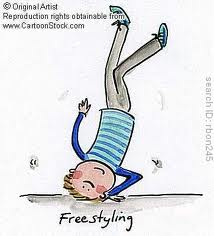 © Original Artist
Reproduction rights obtainable from
www.CartoonStock.com
search ID: rbon245
Freestyling